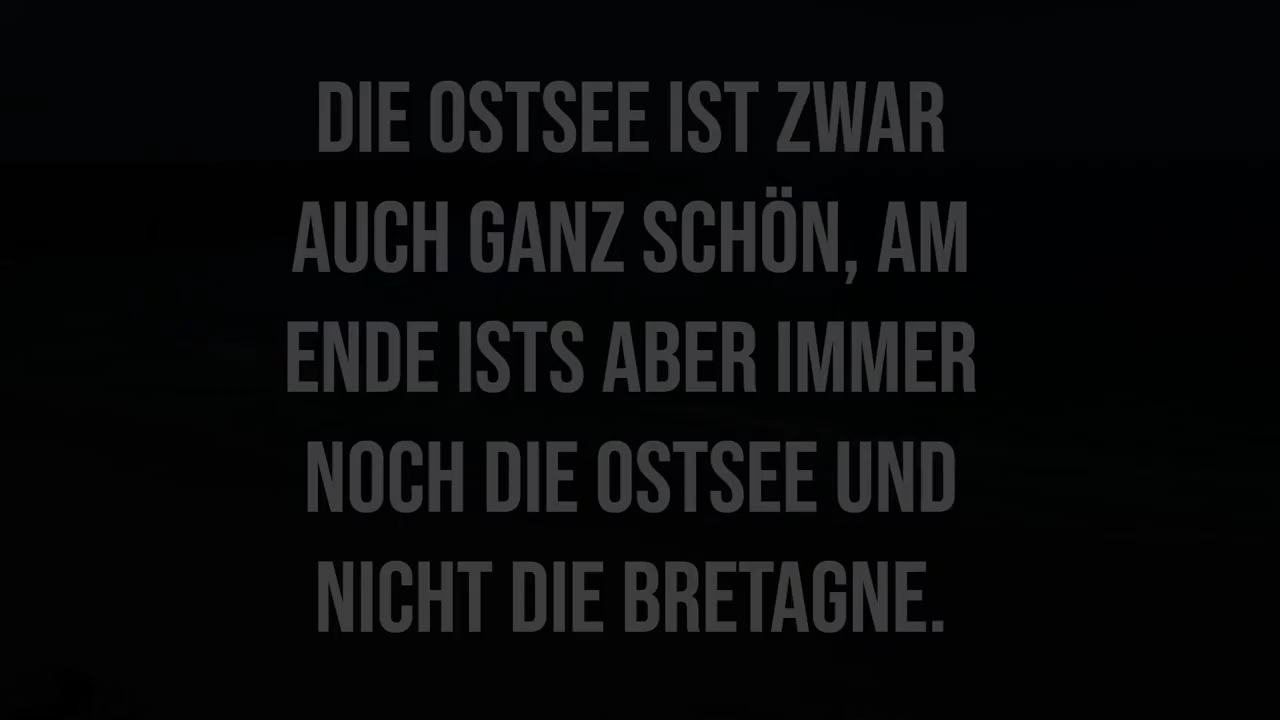 DIE OSTSEE IST ZWAR
AUCH GANZ SCHÖN, AM
ENDE ISTS ABER IMMER
NOCH DIE OSTSEE UND
NICHT DIE BRETAGNE.